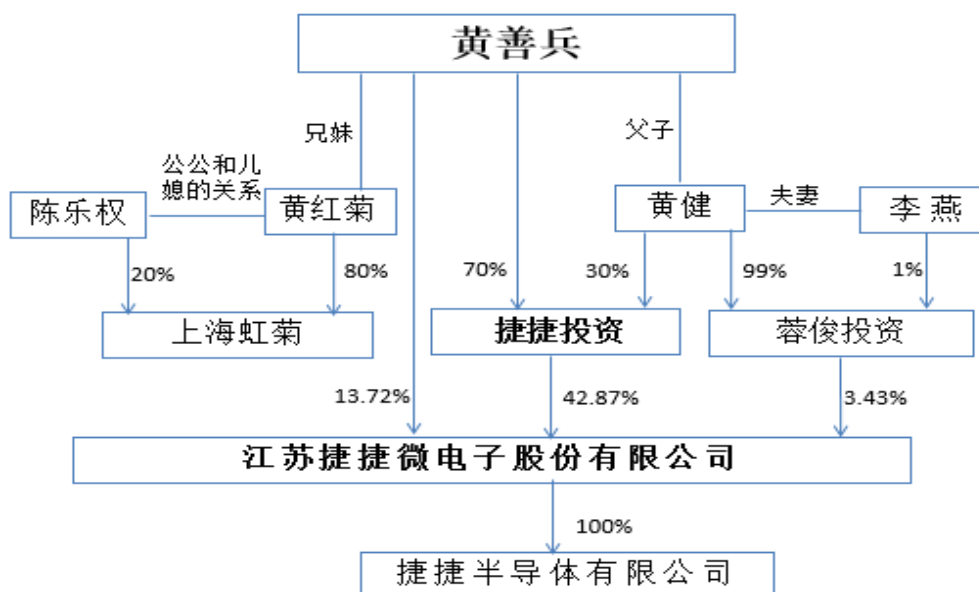 黄善兵
兄妹
父子
公公和儿
媳的关系
夫妻
陈乐权
黄红菊
黄健
李燕
20%
80%
70%
30%
99%
1%
上海虹菊
捷捷投资
蓉俊投资
13.72%
42.87%
3.43%
江苏捷捷微电子股份有限公司
100%
捷捷半导体有限公司